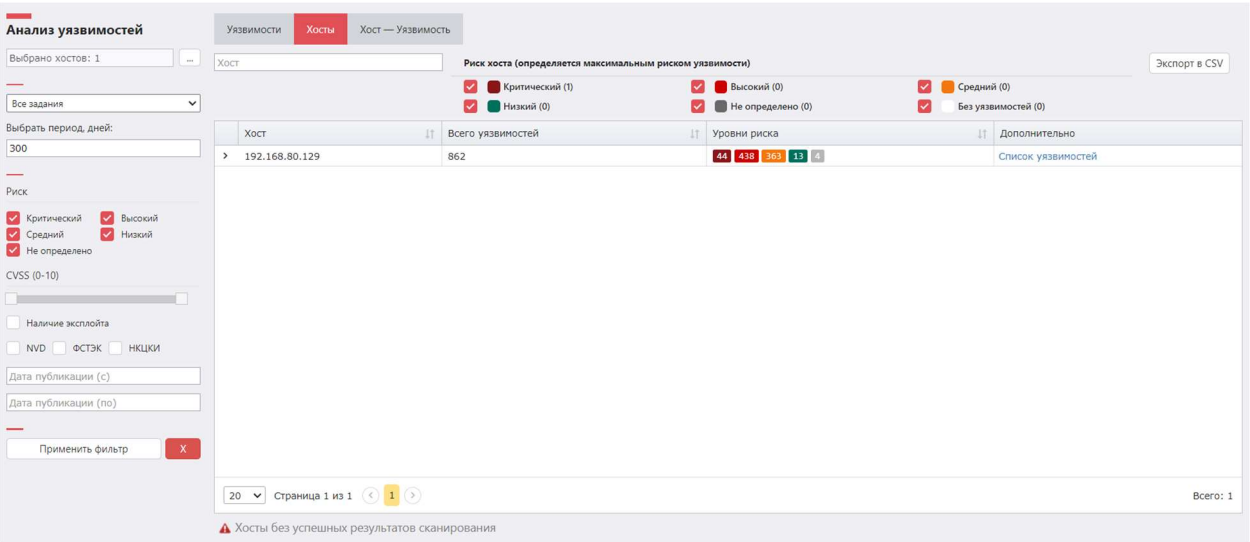 Анализ уязвимостей
Выбрано хостов: 1
...
Все задания
Выбрать период, дней:
300
Риск
Критический Высокий
Средний Низкий
Не определено
CVSS (0-10)
Наличие эксплойта
NVD ФСТЭК НКЦКИ
Дата публикации (с)
Дата публикации (по)
Применить фильтр X
Уязвимости Хосты Хост — Уязвимость
Хост
Риск хоста (определяется максимальным риском уязвимости)
Экспорт в CSV
Критический (1) Высокий (0) Средний (0)
Низкий (0) Не определено (0) Без уязвимостей (0)
Хост Всего уязвимостей Уровни риска Дополнительно
192.168.80.129 862 44 438 363 13 4 Список уязвимостей
20 Страница 1 из 1 1 Всего: 1
Хосты без успешных результатов сканирования